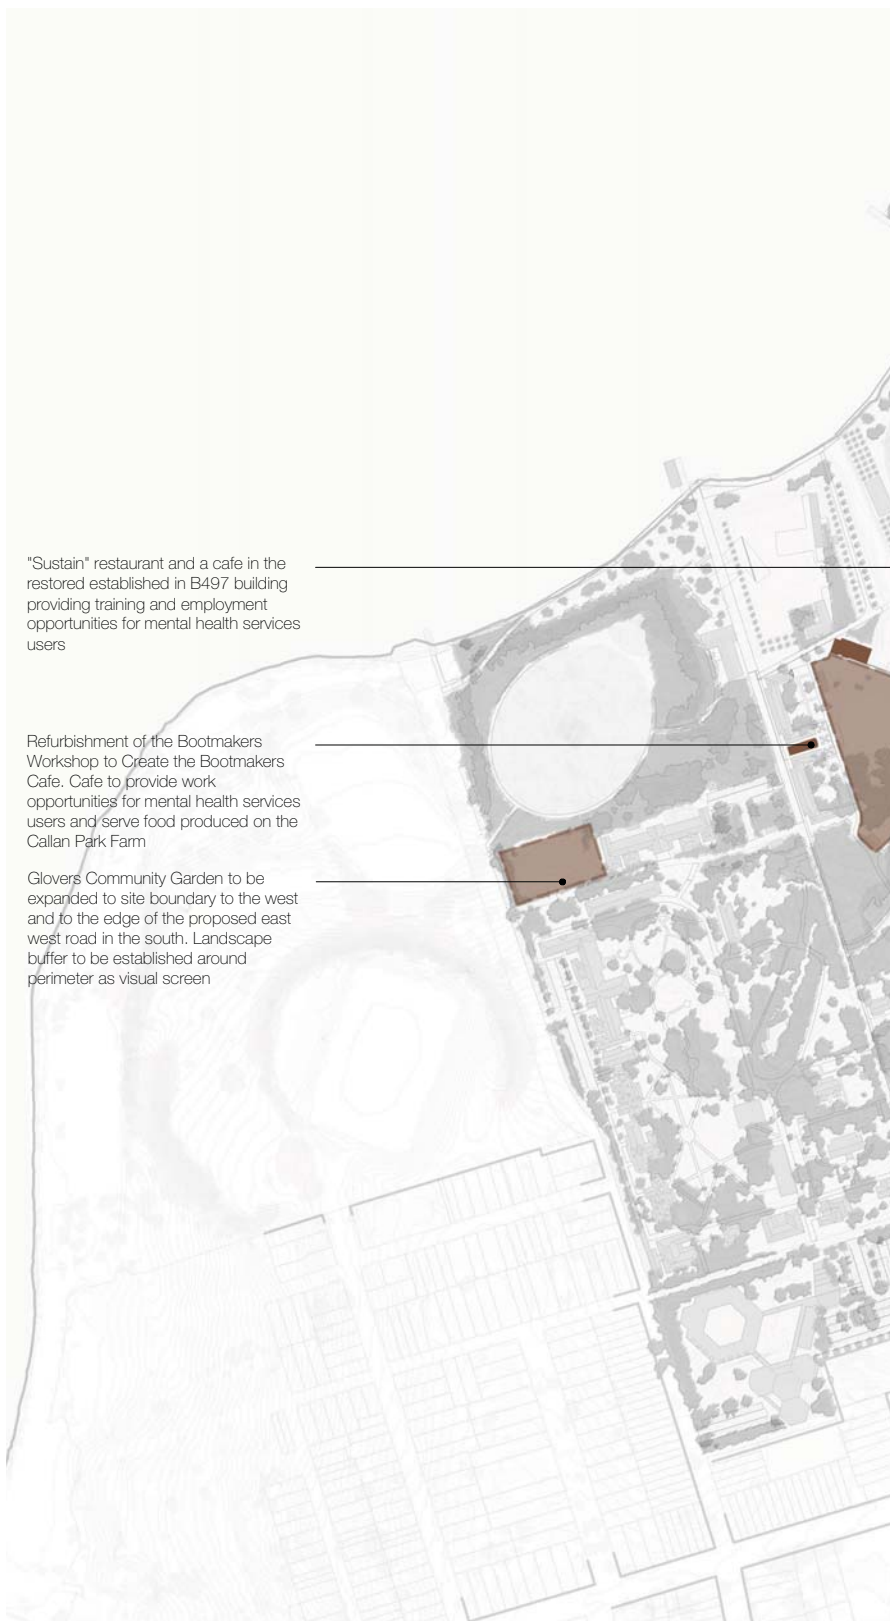 "Sustain" restaurant and a cafe in the
restored established in B497 building
providing training and employment
opportunities for mental health services
users
Refurbishment of the Bootmakers
Workshop to Create the Bootmakers
Cafe. Cafe to provide work
opportunities for mental health services
users and serve food produced on the
Callan Park Farm
Glovers Community Garden to be
expanded to site boundary to the west
and to the edge of the proposed east
west road in the south. Landscape
buffer to be established around
perimeter as visual screen